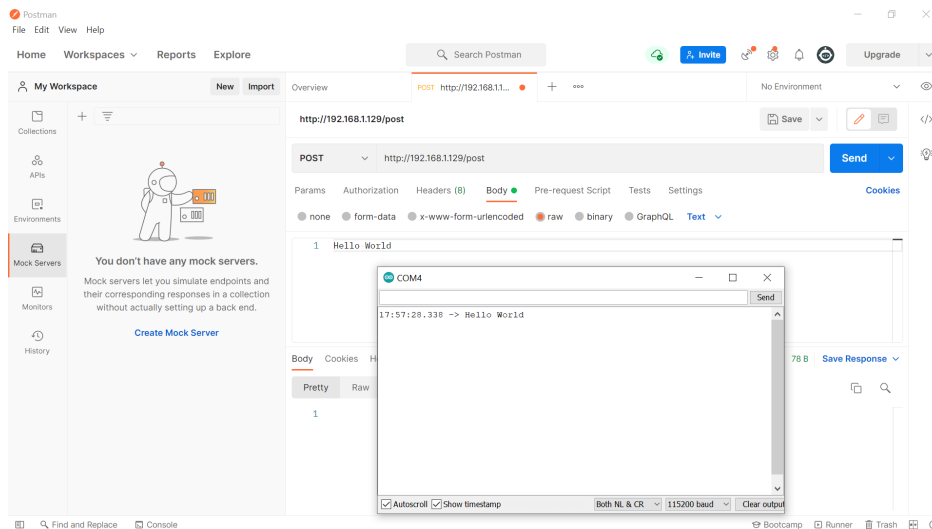 Postman
File Edit View Help
Home Workspaces Reports Explore
Search Postman
Invite
Upgrade
My Workspace
New Import
Overview
POST http://192.168.1.1...
No Environment
Collections
APIs
Environments
Mock Servers
Monitors
History
You don't have any mock servers.
Mock servers let you simulate endpoints and
their corresponding responses in a collection
without actually setting up a back end.
Create Mock Server
http://192.168.1.129/post
Save
POST http://192.168.1.129/post
Send
Params Authorization Headers (8) Body Pre-request Script Tests Settings Cookies
none form-data x-www-form-urlencoded raw binary GraphQL Text
1 Hello World
COM4
Send
17:57:28.338 -> Hello World
Autoscroll Show timestamp Both NL & CR 115200 baud Clear output
Body Cookies
78 B Save Response
Pretty Raw
1
Find and Replace Console
Bootcamp Runner Trash